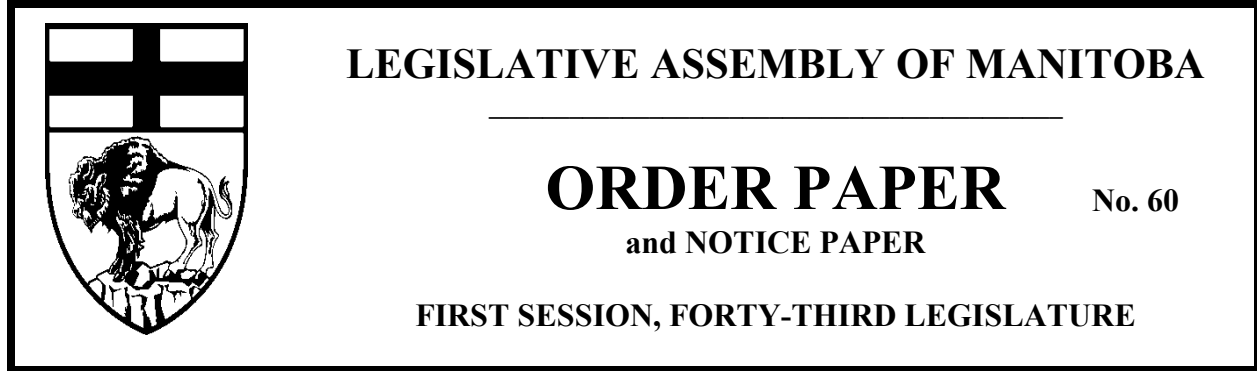 LEGISLATIVE ASSEMBLY OF MANITOBA
ORDER PAPER No. 60
and NOTICE PAPER
FIRST SESSION, FORTY-THIRD LEGISLATURE